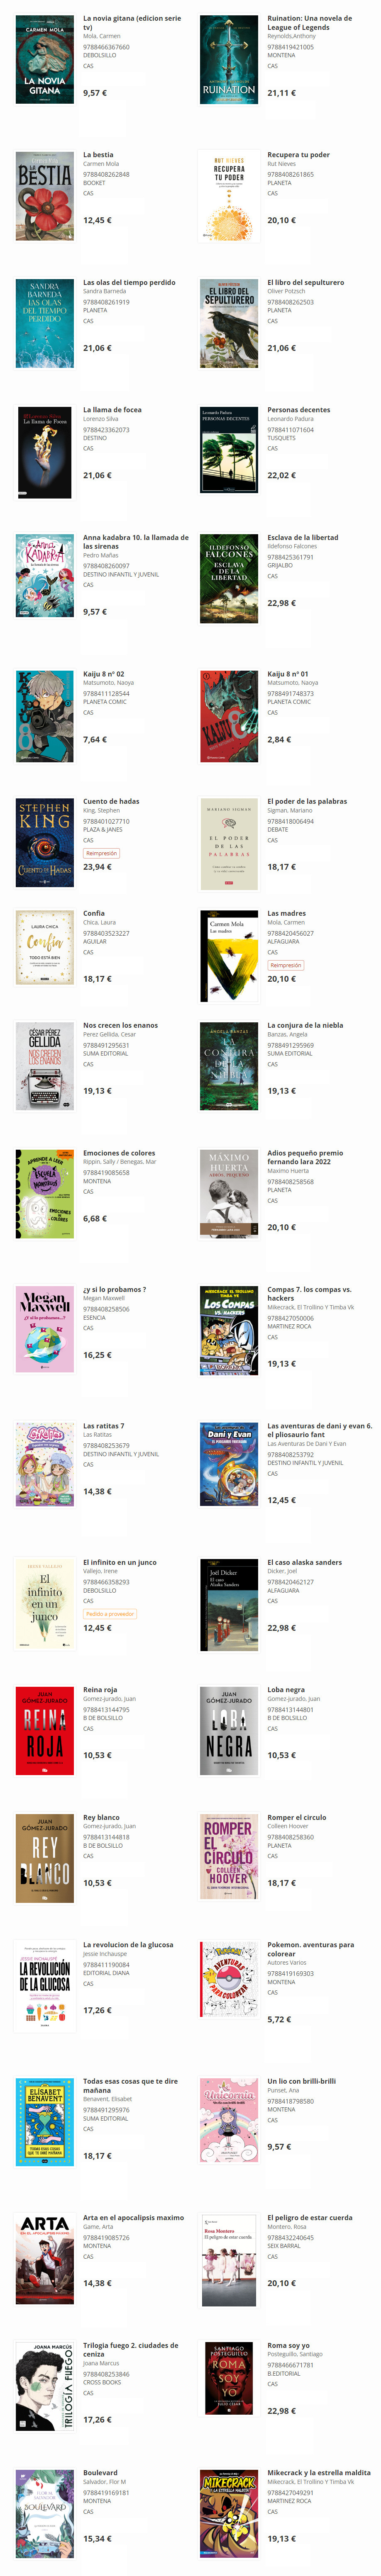 La novia gitana (edicion serie
tv)
Mola, Carmen
9788466367660
DEBOLSILLO
CAS
9,57 €
Ruination: Una novela de
League of Legends
Reynolds,Anthony
9788419421005
MONTENA
CAS
21,11 €
La bestia
Carmen Mola
9788408262848
BOOKET
CAS
12,45 €
Recupera tu poder
Rut Nieves
9788408261865
PLANETA
CAS
20,10 €
Las olas del tiempo perdido
Sandra Barneda
9788408261919
PLANETA
CAS
21,06 €
El libro del sepulturero
Oliver Potzsch
9788408262503
PLANETA
CAS
21,06 €
La llama de focea
Lorenzo Silva
9788423362073
DESTINO
CAS
21,06 €
Personas decentes
Leonardo Padura
9788411071604
TUSQUETS
CAS
22,02 €
Anna kadabra 10. la llamada de
las sirenas
Pedro Mañas
9788408260097
DESTINO INFANTIL Y JUVENIL
CAS
9,57 €
Esclava de la libertad
Ildefonso Falcones
9788425361791
GRIJALBO
CAS
22,98 €
Kaiju 8 nº 02
Matsumoto, Naoya
9788411128544
PLANETA COMIC
CAS
7,64 €
Kaiju 8 nº 01
Matsumoto, Naoya
9788491748373
PLANETA COMIC
CAS
2,84 €
Cuento de hadas
King, Stephen
9788401027710
PLAZA & JANES
CAS
Reimpresión
23,94 €
El poder de las palabras
Sigman, Mariano
9788418006494
DEBATE
CAS
18,17 €
Confia
Chica, Laura
9788403523227
AGUILAR
CAS
18,17 €
Las madres
Mola, Carmen
9788420456027
ALFAGUARA
CAS
Reimpresión
20,10 €
Nos crecen los enanos
Perez Gellida, Cesar
9788491295631
SUMA EDITORIAL
CAS
19,13 €
La conjura de la niebla
Banzas, Angela
9788491295969
SUMA EDITORIAL
CAS
19,13 €
Emociones de colores
Rippin, Sally / Benegas, Mar
9788419085658
MONTENA
CAS
6,68 €
Adios pequeño premio
fernando lara 2022
Maximo Huerta
9788408258568
PLANETA
CAS
20,10 €
¿y si lo probamos ?
Megan Maxwell
9788408258506
ESENCIA
CAS
16,25 €
Compas 7. los compas vs.
hackers
Mikecrack, El Trollino Y Timba Vk
9788427050006
MARTINEZ ROCA
CAS
19,13 €
Las ratitas 7
Las Ratitas
9788408253679
DESTINO INFANTIL Y JUVENIL
CAS
14,38 €
Las aventuras de dani y evan 6.
el pliosaurio fant
Las Aventuras De Dani Y Evan
9788408253792
DESTINO INFANTIL Y JUVENIL
CAS
12,45 €
El infinito en un junco
Vallejo, Irene
9788466358293
DEBOLSILLO
CAS
Pedido a proveedor
12,45 €
El caso alaska sanders
Dicker, Joel
9788420462127
ALFAGUARA
CAS
22,98 €
Reina roja
Gomez-jurado, Juan
9788413144795
B DE BOLSILLO
CAS
10,53 €
Loba negra
Gomez-jurado, Juan
9788413144801
B DE BOLSILLO
CAS
10,53 €
Rey blanco
Gomez-jurado, Juan
9788413144818
B DE BOLSILLO
CAS
10,53 €
Romper el circulo
Colleen Hoover
9788408258360
PLANETA
CAS
18,17 €
La revolucion de la glucosa
Jessie Inchauspe
9788411190084
EDITORIAL DIANA
CAS
17,26 €
Pokemon. aventuras para
colorear
Autores Varios
9788419169303
MONTENA
CAS
5,72 €
Todas esas cosas que te dire
mañana
Benavent, Elisabet
9788491295976
SUMA EDITORIAL
CAS
18,17 €
Un lio con brilli-brilli
Punset, Ana
9788418798580
MONTENA
CAS
9,57 €
Arta en el apocalipsis maximo
Game, Arta
9788419085726
MONTENA
CAS
14,38 €
El peligro de estar cuerda
Montero, Rosa
9788432240645
SEIX BARRAL
CAS
20,10 €
Trilogia fuego 2. ciudades de
ceniza
Joana Marcus
9788408253846
CROSS BOOKS
CAS
17,26 €
Roma soy yo
Posteguillo, Santiago
9788466671781
B.EDITORIAL
CAS
22,98 €
Boulevard
Salvador, Flor M
9788419169181
MONTENA
CAS
15,34 €
Mikecrack y la estrella maldita
Mikecrack, El Trollino Y Timba Vk
9788427049291
MARTINEZ ROCA
CAS
19,13 €